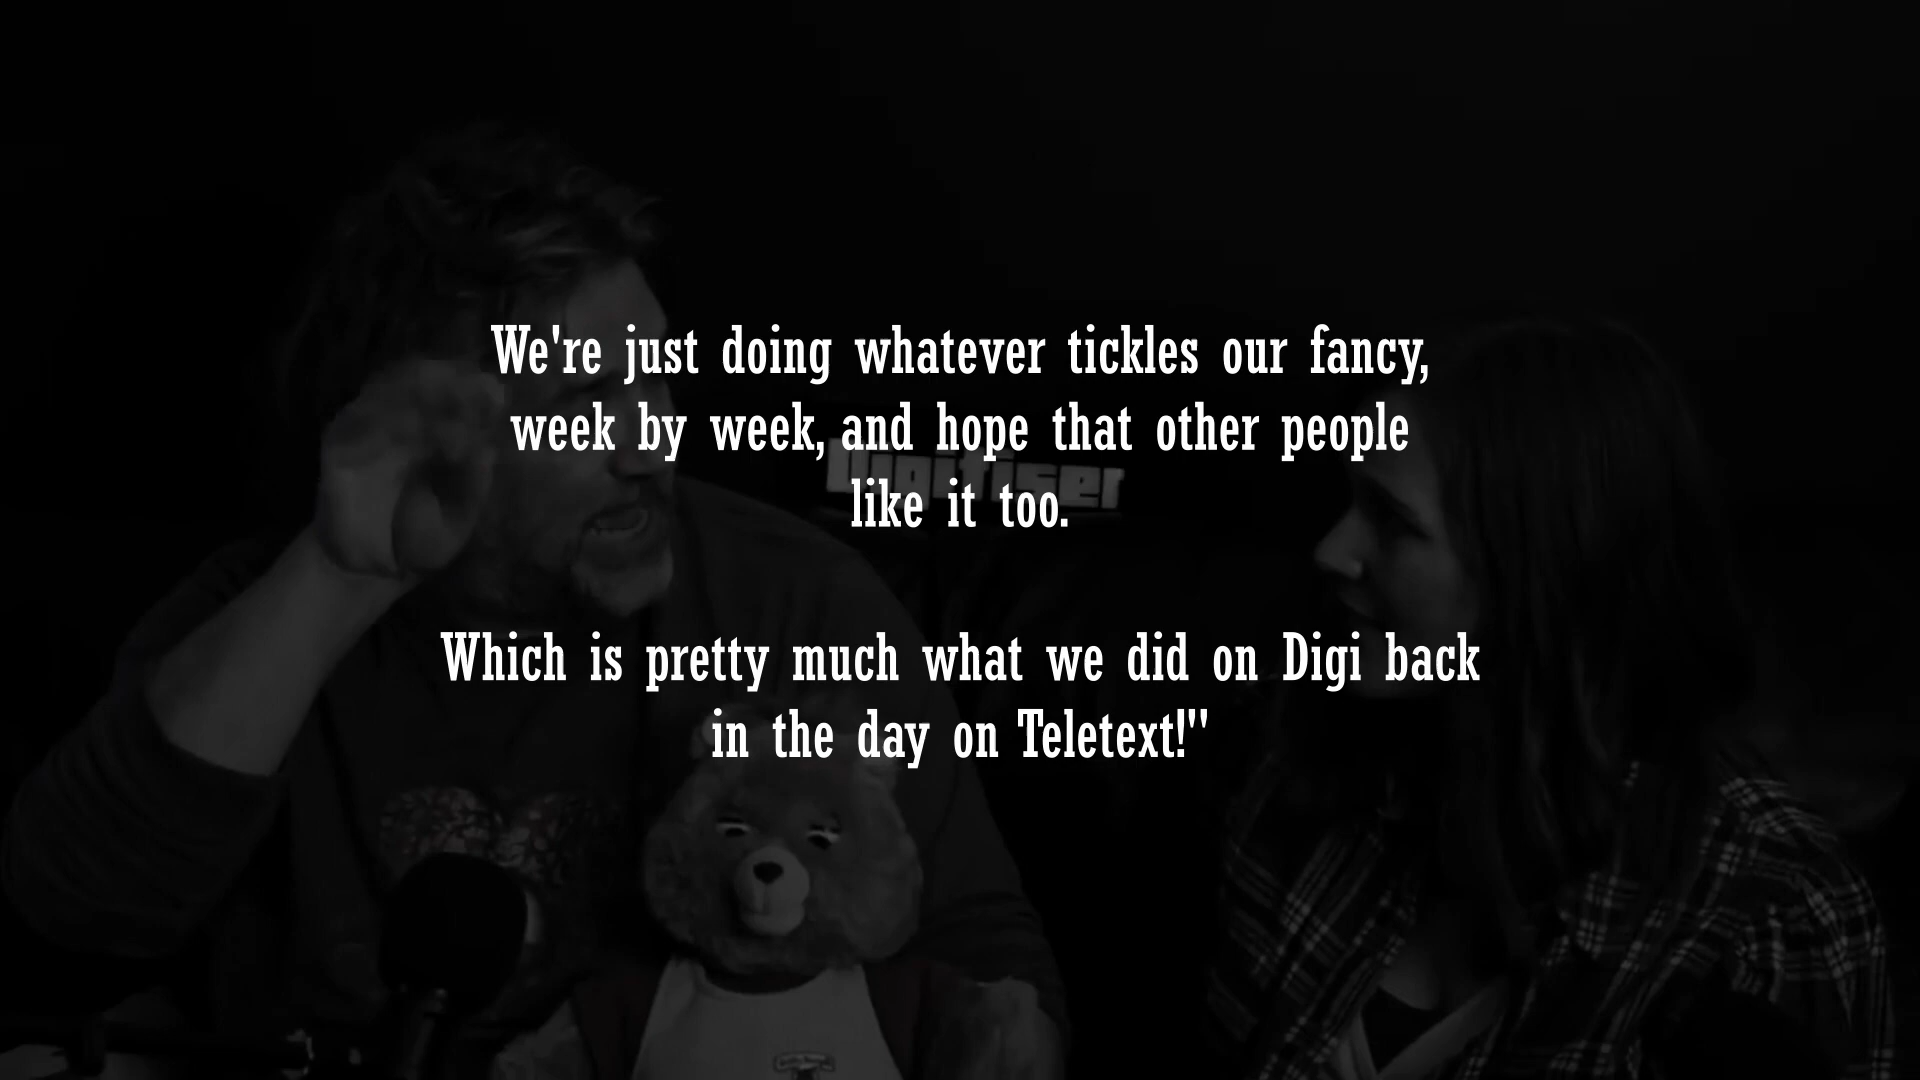 We're just doing whatever tickles our fancy,
week by week, and hope that other people
Digitiser
like it too.
Which is pretty much what we did on Digi back
in the day on Teletext!"